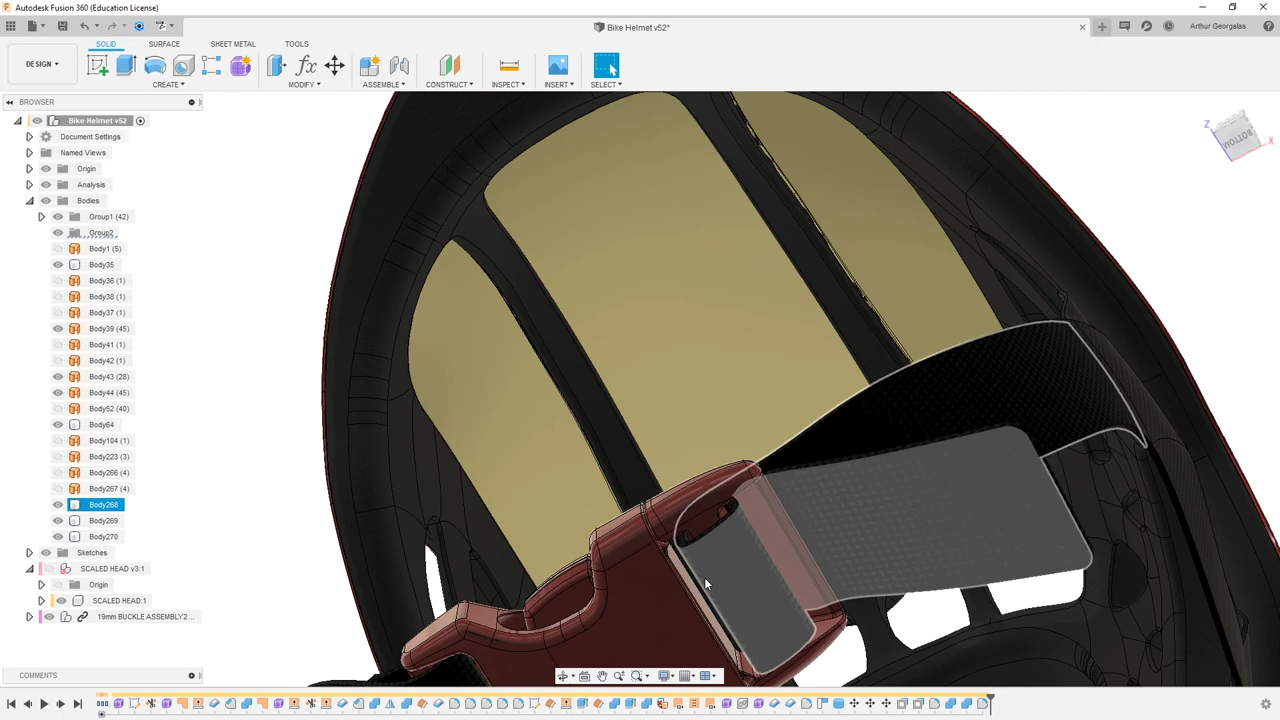 Autodesk Fusion 360 (Education License)
Bike Helmet v52*
Arthur Georgalas
SOLID SURFACE SHEET METAL TOOLS
DESIGN
CREATE MODIFY ASSEMBLE CONSTRUCT INSPECT INSERT SELECT
BROWSER
Bike Helmet v52
Document Settings
Named Views
Origin
Analysis
Bodies
Group1 (42)
Group2
Body1 (5)
Body35
Body36 (1)
Body38 (1)
Body37 (1)
Body39 (45)
Body41 (1)
Body42 (1)
Body43 (28)
Body44 (45)
Body52 (40)
Body64
Body104 (1)
Body223 (3)
Body266 (4)
Body267 (4)
Body268
Body269
Body270
Sketches
SCALED HEAD v3:1
Origin
SCALED HEAD:1
19mm BUCKLE ASSEMBLY2 ...
COMMENTS
Z
BOTTOM
X